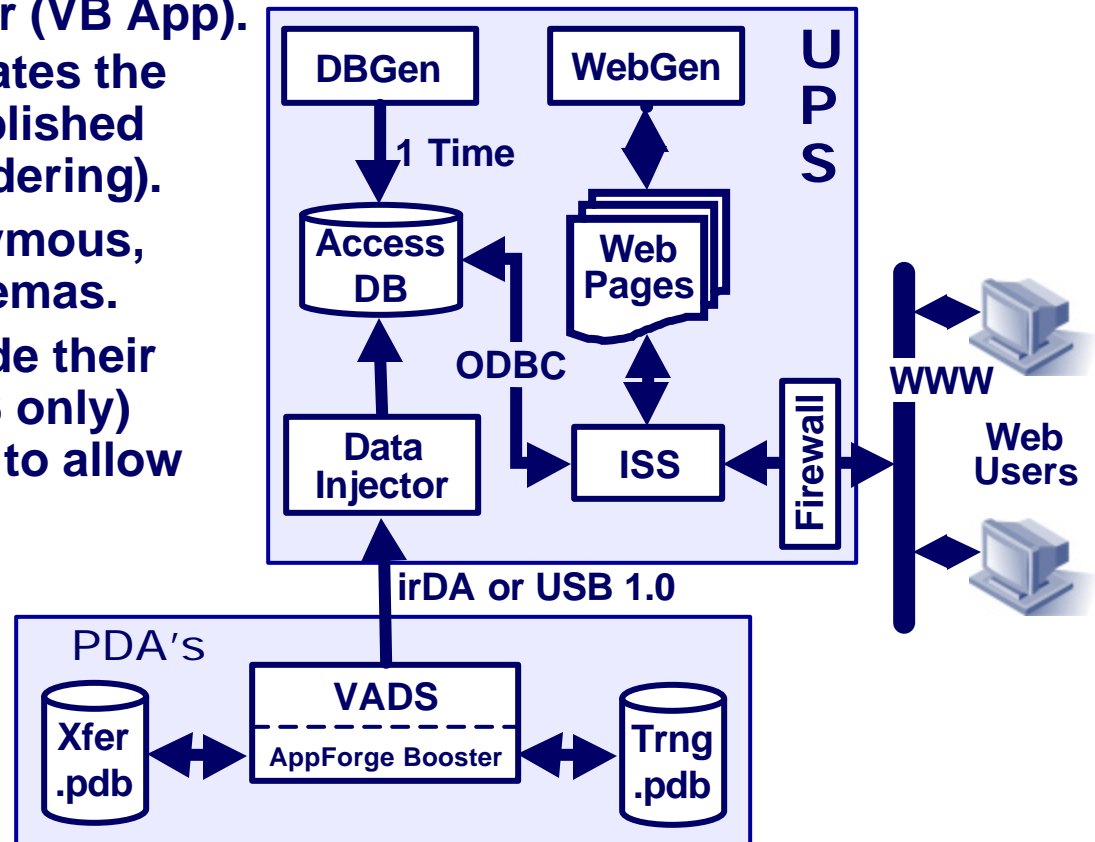 r (VB App).
ates the
olished
dering).
ymous,
emas.
de their
only)
to allow
UPS
DBGen
WebGen
1 Time
Access
DB
Web
Pages
ODBC
Data
Injector
ISS
Firewall
WWW
Web
Users
irDA or USB 1.0
PDA's
VADS
AppForge Booster
Xfer
.pdb
Trng
.pdb